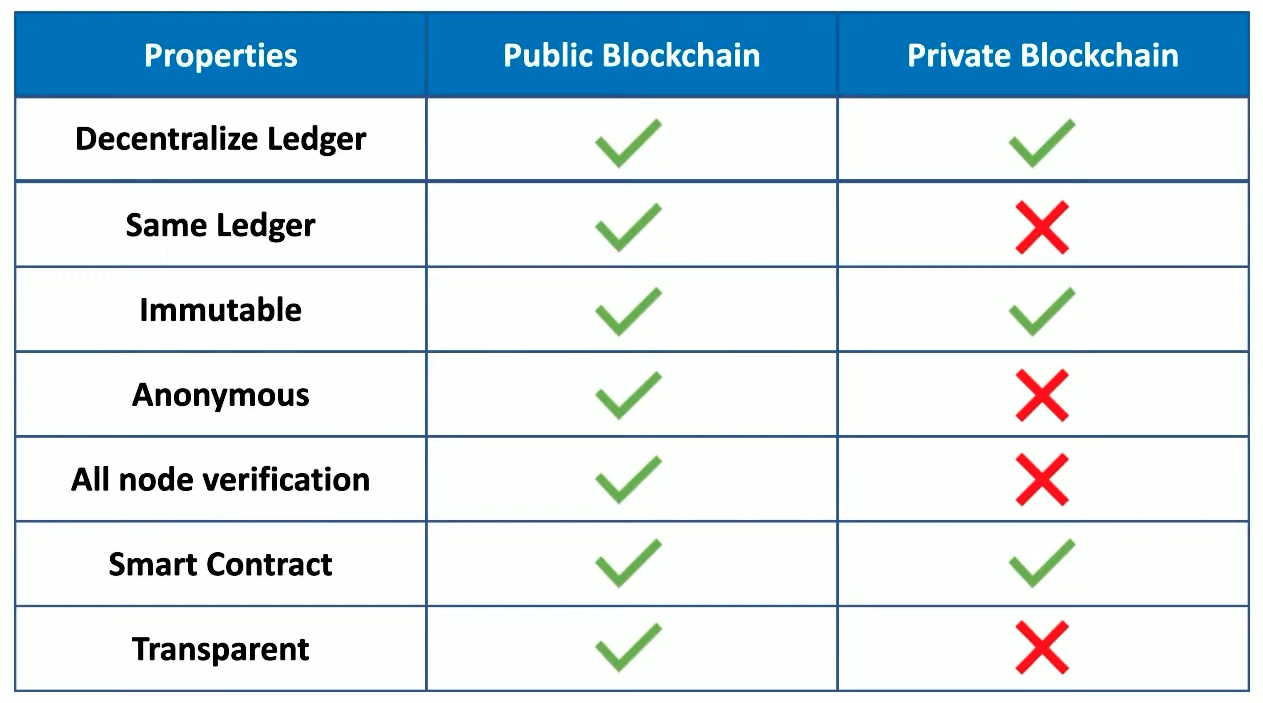 Properties Public Blockchain Private Blockchain
Decentralize Ledger
Same Ledger
Immutable
Anonymous
All node verification
Smart Contract
Transparent